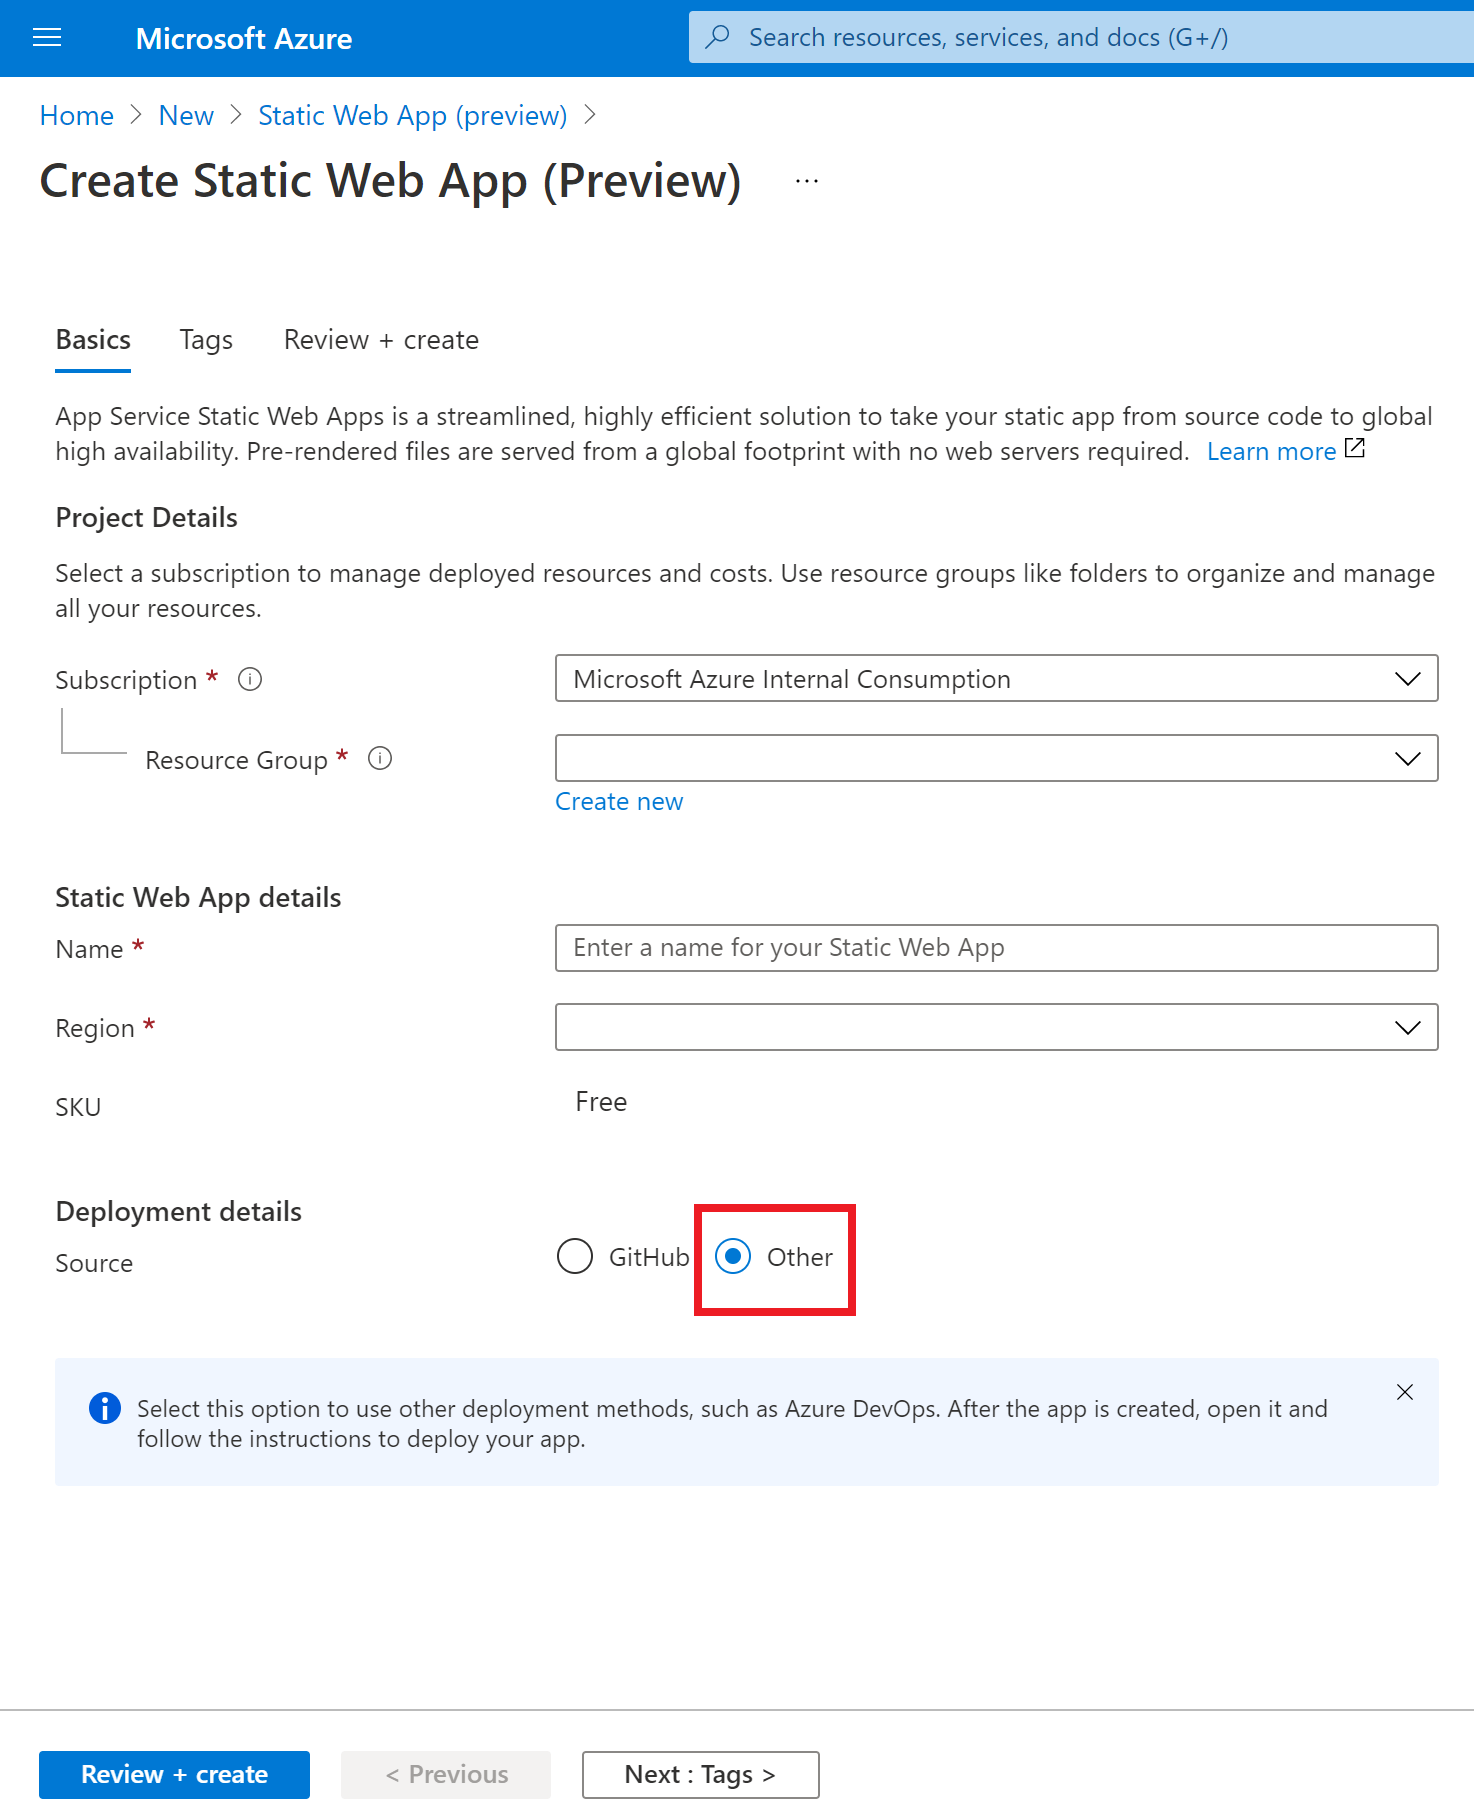 Microsoft Azure
Search resources, services, and docs (G+/)
Home > New > Static Web App (preview) >
Create Static Web App (Preview) ...
Basics Tags Review + create
App Service Static Web Apps is a streamlined, highly efficient solution to take your static app from source code to global
high availability. Pre-rendered files are served from a global footprint with no web servers required. Learn more
Project Details
Select a subscription to manage deployed resources and costs. Use resource groups like folders to organize and manage
all your resources.
Subscription *
Microsoft Azure Internal Consumption
Resource Group *
Create new
Static Web App details
Name *
Enter a name for your Static Web App
Region *
SKU
Free
Deployment details
Source
GitHub
Other
Select this option to use other deployment methods, such as Azure DevOps. After the app is created, open it and
follow the instructions to deploy your app.
Review + create
< Previous
Next : Tags >